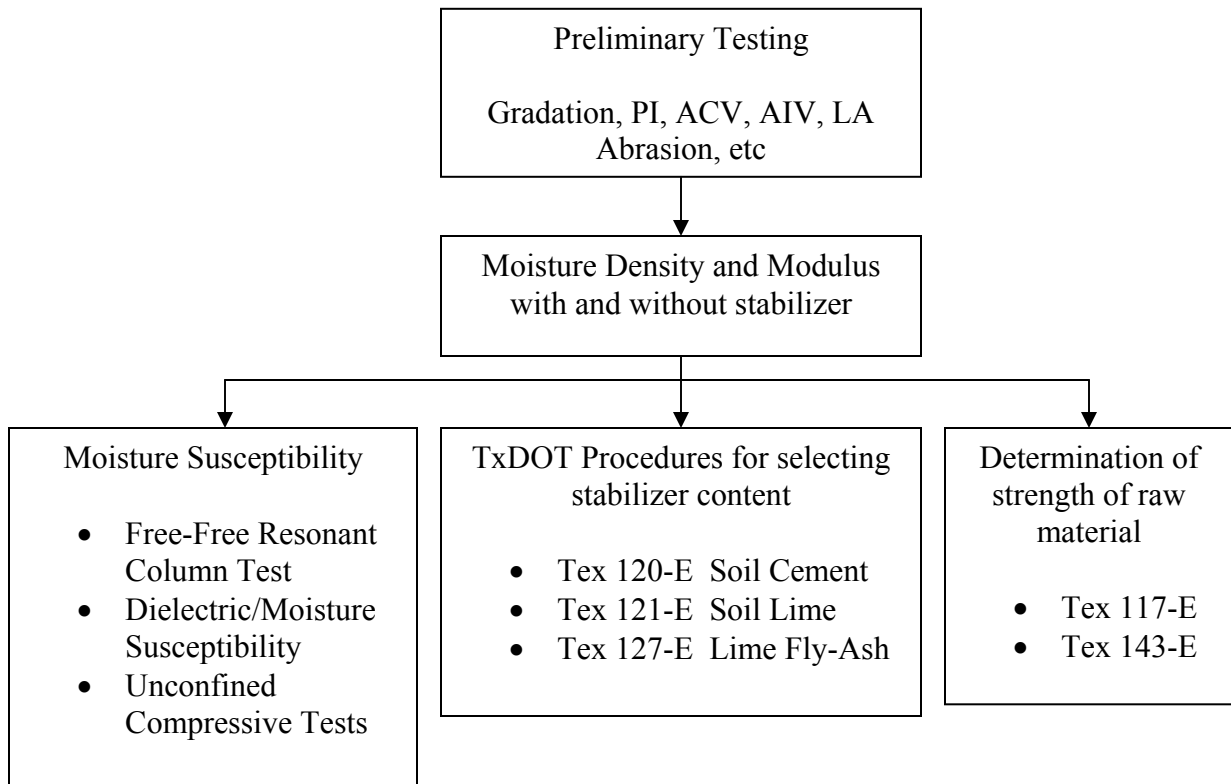 Preliminary Testing
Gradation, PI, ACV, AIV, LA
Abrasion, etc
Moisture Density and Modulus
with and without stabilizer
Moisture Susceptibility
• Free-Free Resonant
Column Test
• Dielectric/Moisture
Susceptibility
• Unconfined
Compressive Tests
TxDOT Procedures for selecting
stabilizer content
• Tex 120-E Soil Cement
• Tex 121-E Soil Lime
• Tex 127-E Lime Fly-Ash
Determination of
strength of raw
material
• Tex 117-E
• Tex 143-E